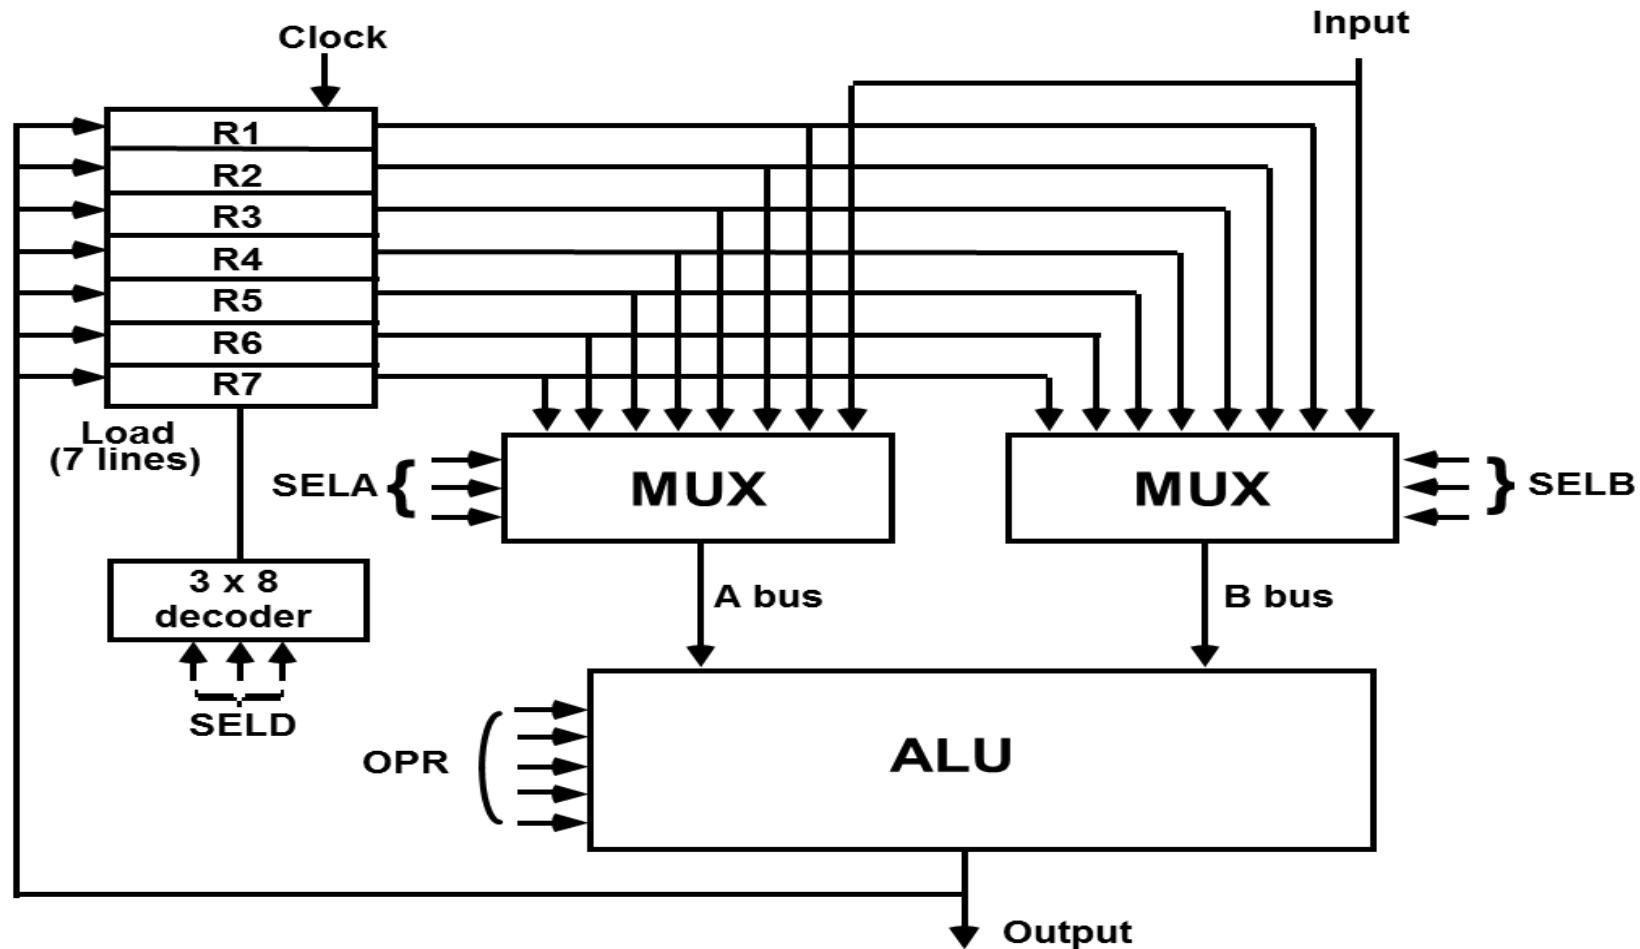 Clock
Input
R1
R2
R3
R4
R5
R6
R7
Load
(7 lines)
SELA {
MUX
MUX
} SELB
3 x 8
decoder
A bus
B bus
SELD
OPR
ALU
Output